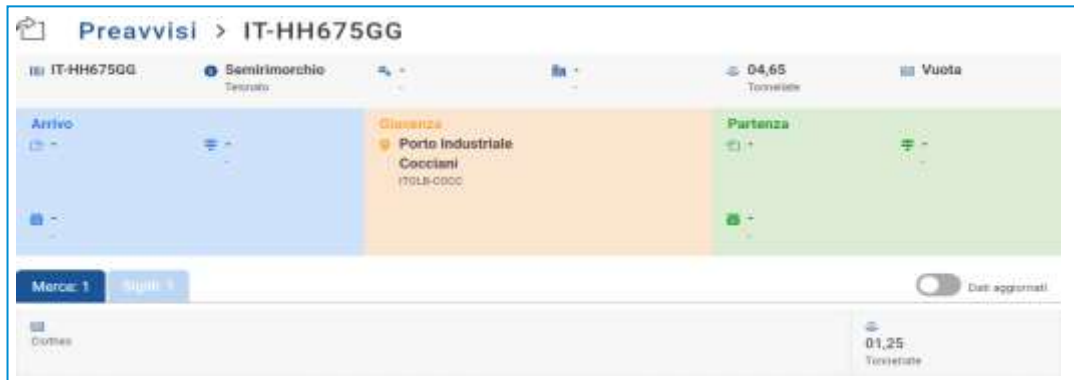 Preavvisi > IT-HH675GG
IT-HH675GG Semirimorchio - - 04,65 Vuota
Telonato - - Tonnellate
Arrivo Giacenza Partenza
- - Porto Industriale - -
- Cocciani -
ITOLB-COCC
- -
- -
Merce: 1 Sigilli: 1 Dati aggiornati
Clothes 01,25
Tonnellate